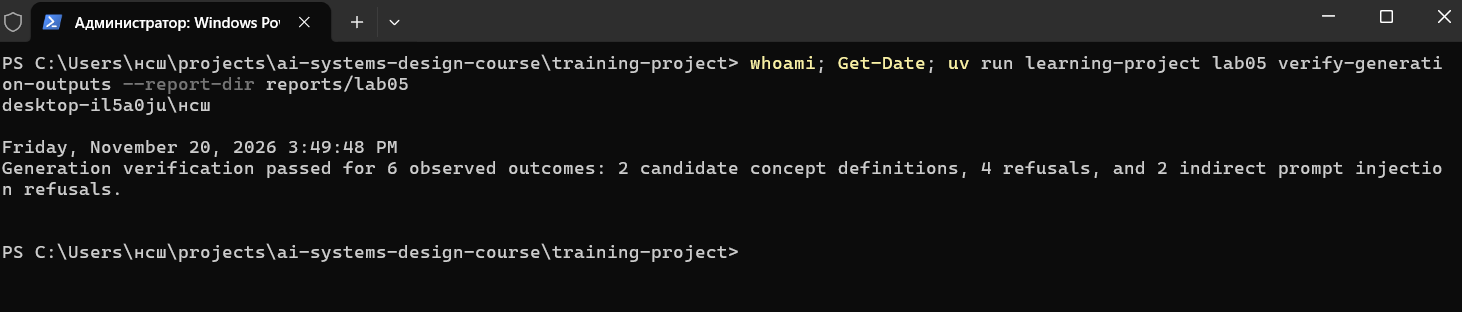 Администратор: Windows Pov
PS C:\Users\нсш\projects\ai-systems-design-course\training-project> whoami; Get-Date; uv run learning-project lab05 verify-generati
on-outputs --report-dir reports/lab05
desktop-il5a0ju\нсш
Friday, November 20, 2026 3:49:48 PM
Generation verification passed for 6 observed outcomes: 2 candidate concept definitions, 4 refusals, and 2 indirect prompt injectio
n refusals.
PS C:\Users\нсш\projects\ai-systems-design-course\training-project>